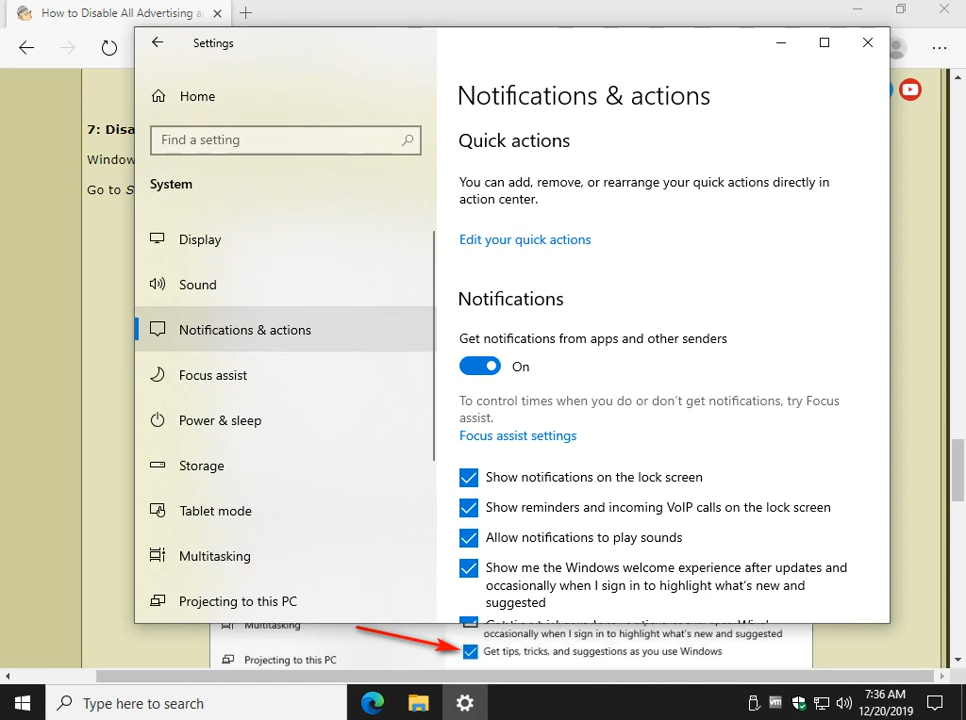 How to Disable All Advertising a
Settings
Home
Find a setting
System
Display
Sound
Notifications & actions
Focus assist
Power & sleep
Storage
Tablet mode
Multitasking
Projecting to this PC
Notifications & actions
Quick actions
You can add, remove, or rearrange your quick actions directly in
action center.
Edit your quick actions
Notifications
Get notifications from apps and other senders
On
To control times when you do or don't get notifications, try Focus
assist.
Focus assist settings
Show notifications on the lock screen
Show reminders and incoming VoIP calls on the lock screen
Allow notifications to play sounds
Show me the Windows welcome experience after updates and
occasionally when I sign in to highlight what's new and
suggested
7: Disa
Window
Go to S
Multitasking
Projecting to this PC
occasionally when I sign in to highlight what's new and suggested
Get tips, tricks, and suggestions as you use Windows
Type here to search
vm
7:36 AM
12/20/2019